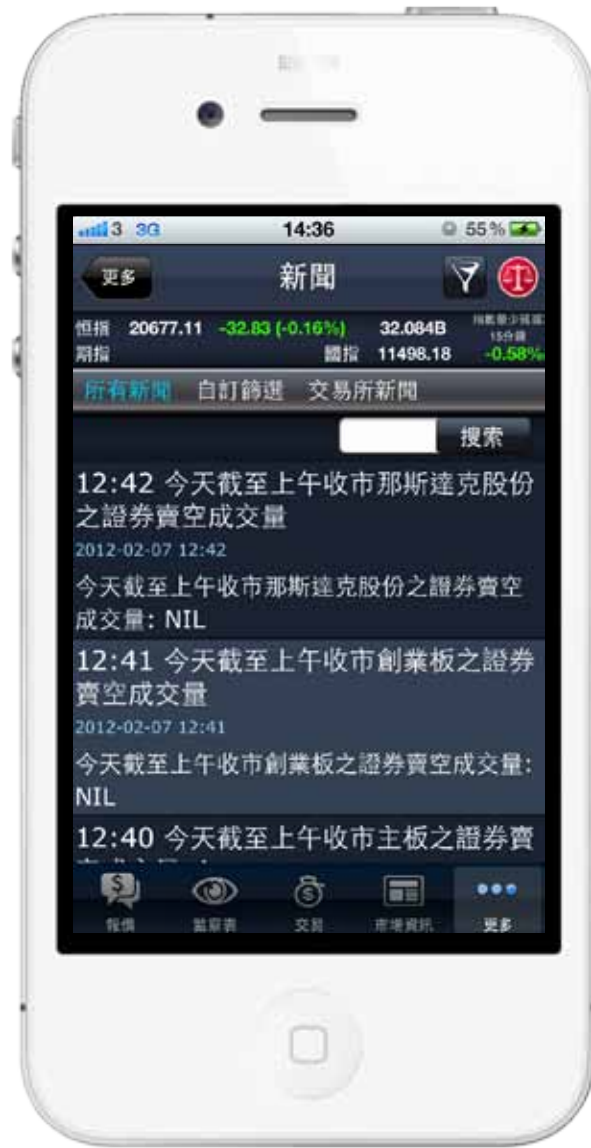 3 3G 14:36 55%
更多 新聞
恒指 20677.11 -32.83 (-0.16%) 32.084B
15分鐘
期指 國指 11498.18 -0.58%
所有新聞 自訂篩選 交易所新聞
搜索
12:42 今天截至上午收市那斯達克股份
之證券賣空成交量
2012-02-07 12:42
今天截至上午收市那斯達克股份之證券賣空
成交量: NIL
12:41 今天截至上午收市創業板之證券
賣空成交量
2012-02-07 12:41
今天截至上午收市創業板之證券賣空成交量:
NIL
12:40 今天截至上午收市主板之證券賣
報價 監察表 交易 市場資訊 更多